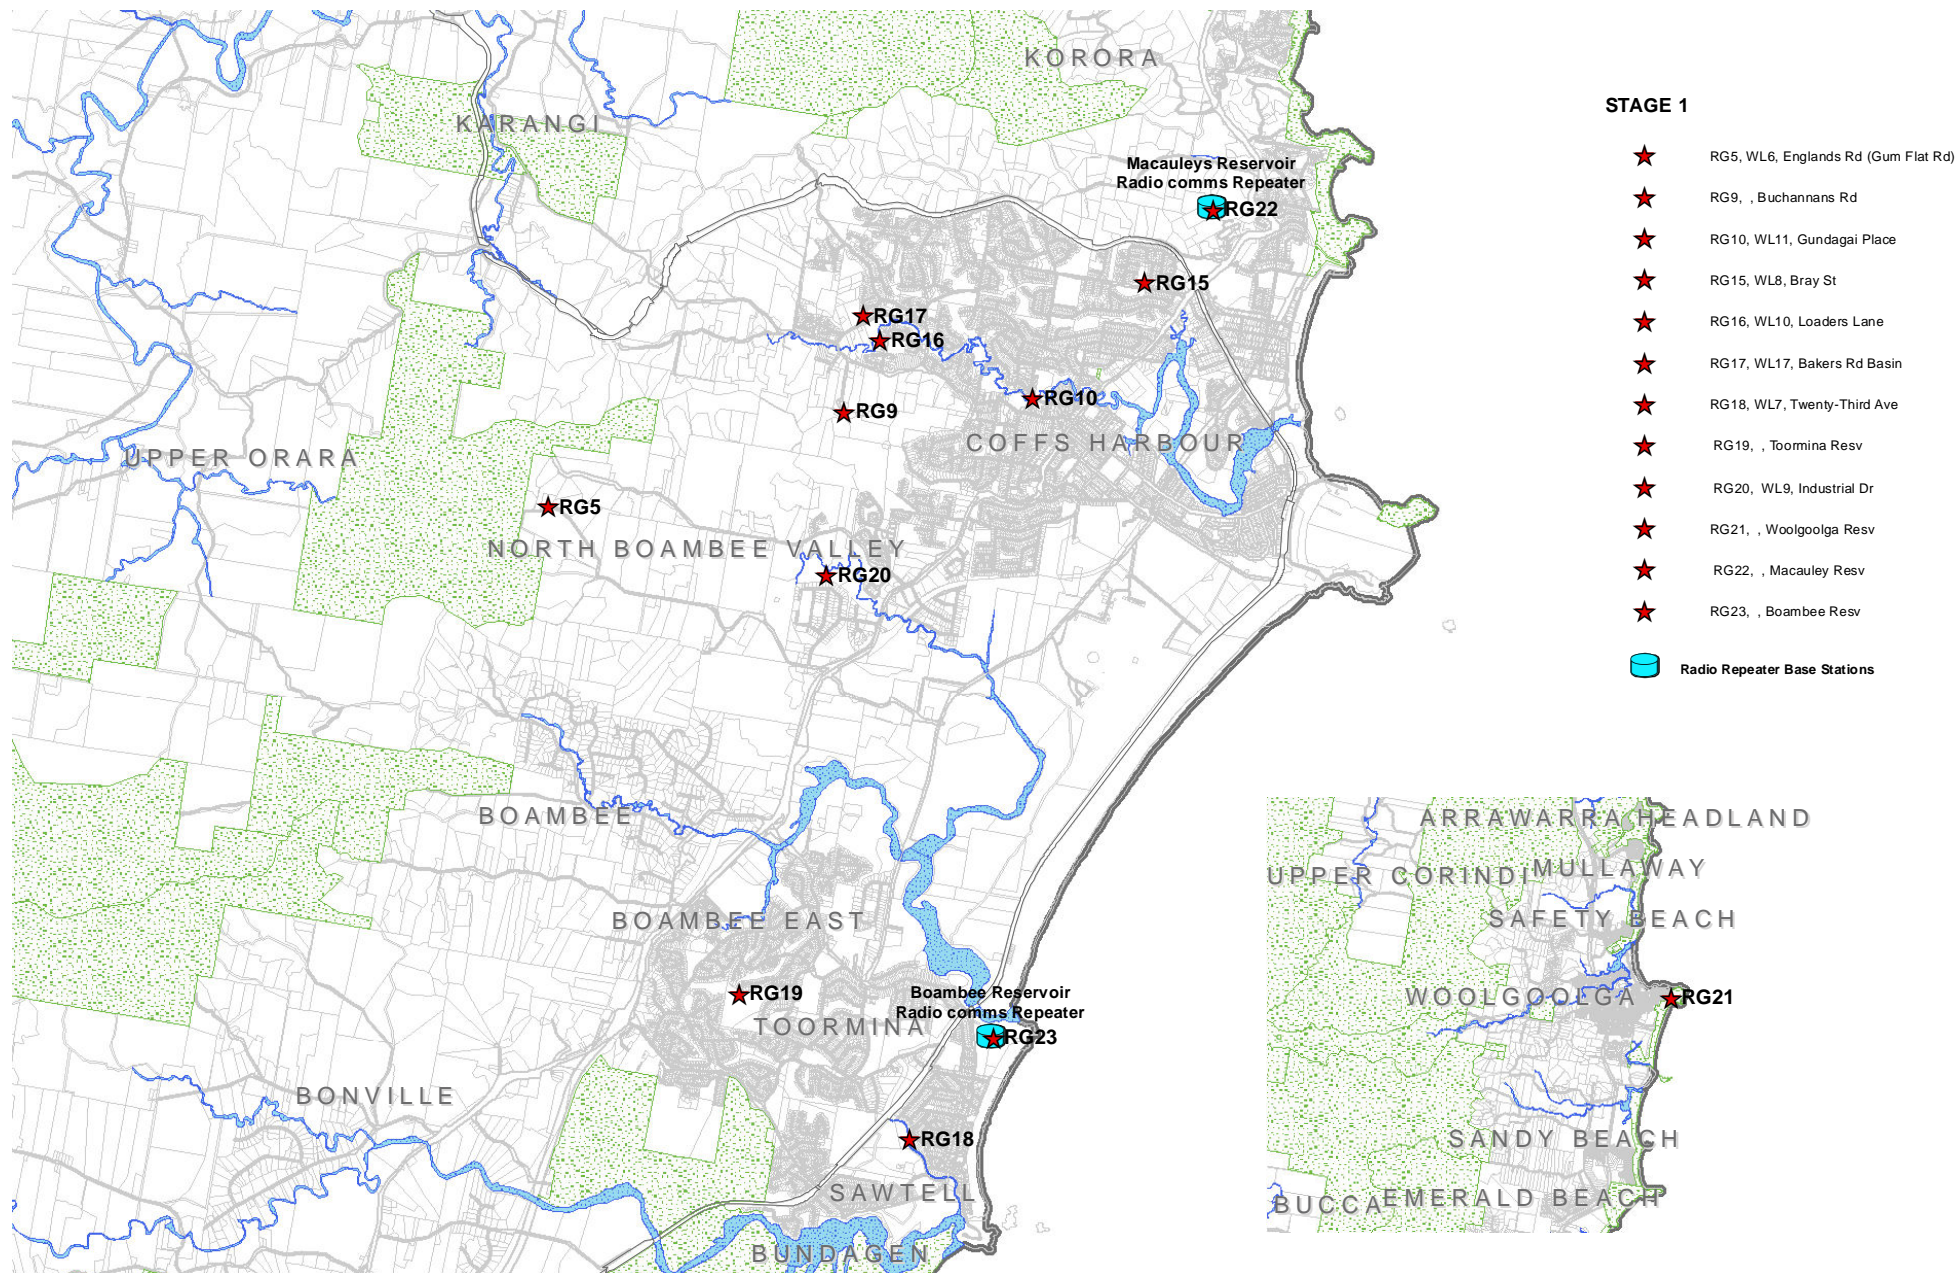 KORORA
KARANGI
Macauleys Reservoir
Radio comms Repeater
RG22
RG15
RG17
RG16
RG10
RG9
COFFS HARBOUR
UPPER ORARA
RG5
NORTH BOAMBEE VALLEY
RG20
BOAMBEE
BOAMBEE EAST
RG19
Boambee Reservoir
Radio comms Repeater
TOORMINA
RG23
BONVILLE
RG18
SAWTELL
BUNDAGEN
STAGE 1
RG5, WL6, Englands Rd (Gum Flat Rd)
RG9, , Buchannans Rd
RG10, WL11, Gundagai Place
RG15, WL8, Bray St
RG16, WL10, Loaders Lane
RG17, WL17, Bakers Rd Basin
RG18, WL7, Twenty-Third Ave
RG19, , Toormina Resv
RG20, WL9, Industrial Dr
RG21, , Woolgoolga Resv
RG22, , Macauley Resv
RG23, , Boambee Resv
Radio Repeater Base Stations
ARRAWARRA HEADLAND
UPPER CORINDI
MULLAWAY
SAFETY BEACH
WOOLGOOLGA
RG21
SANDY BEACH
BUCCA
EMERALD BEACH